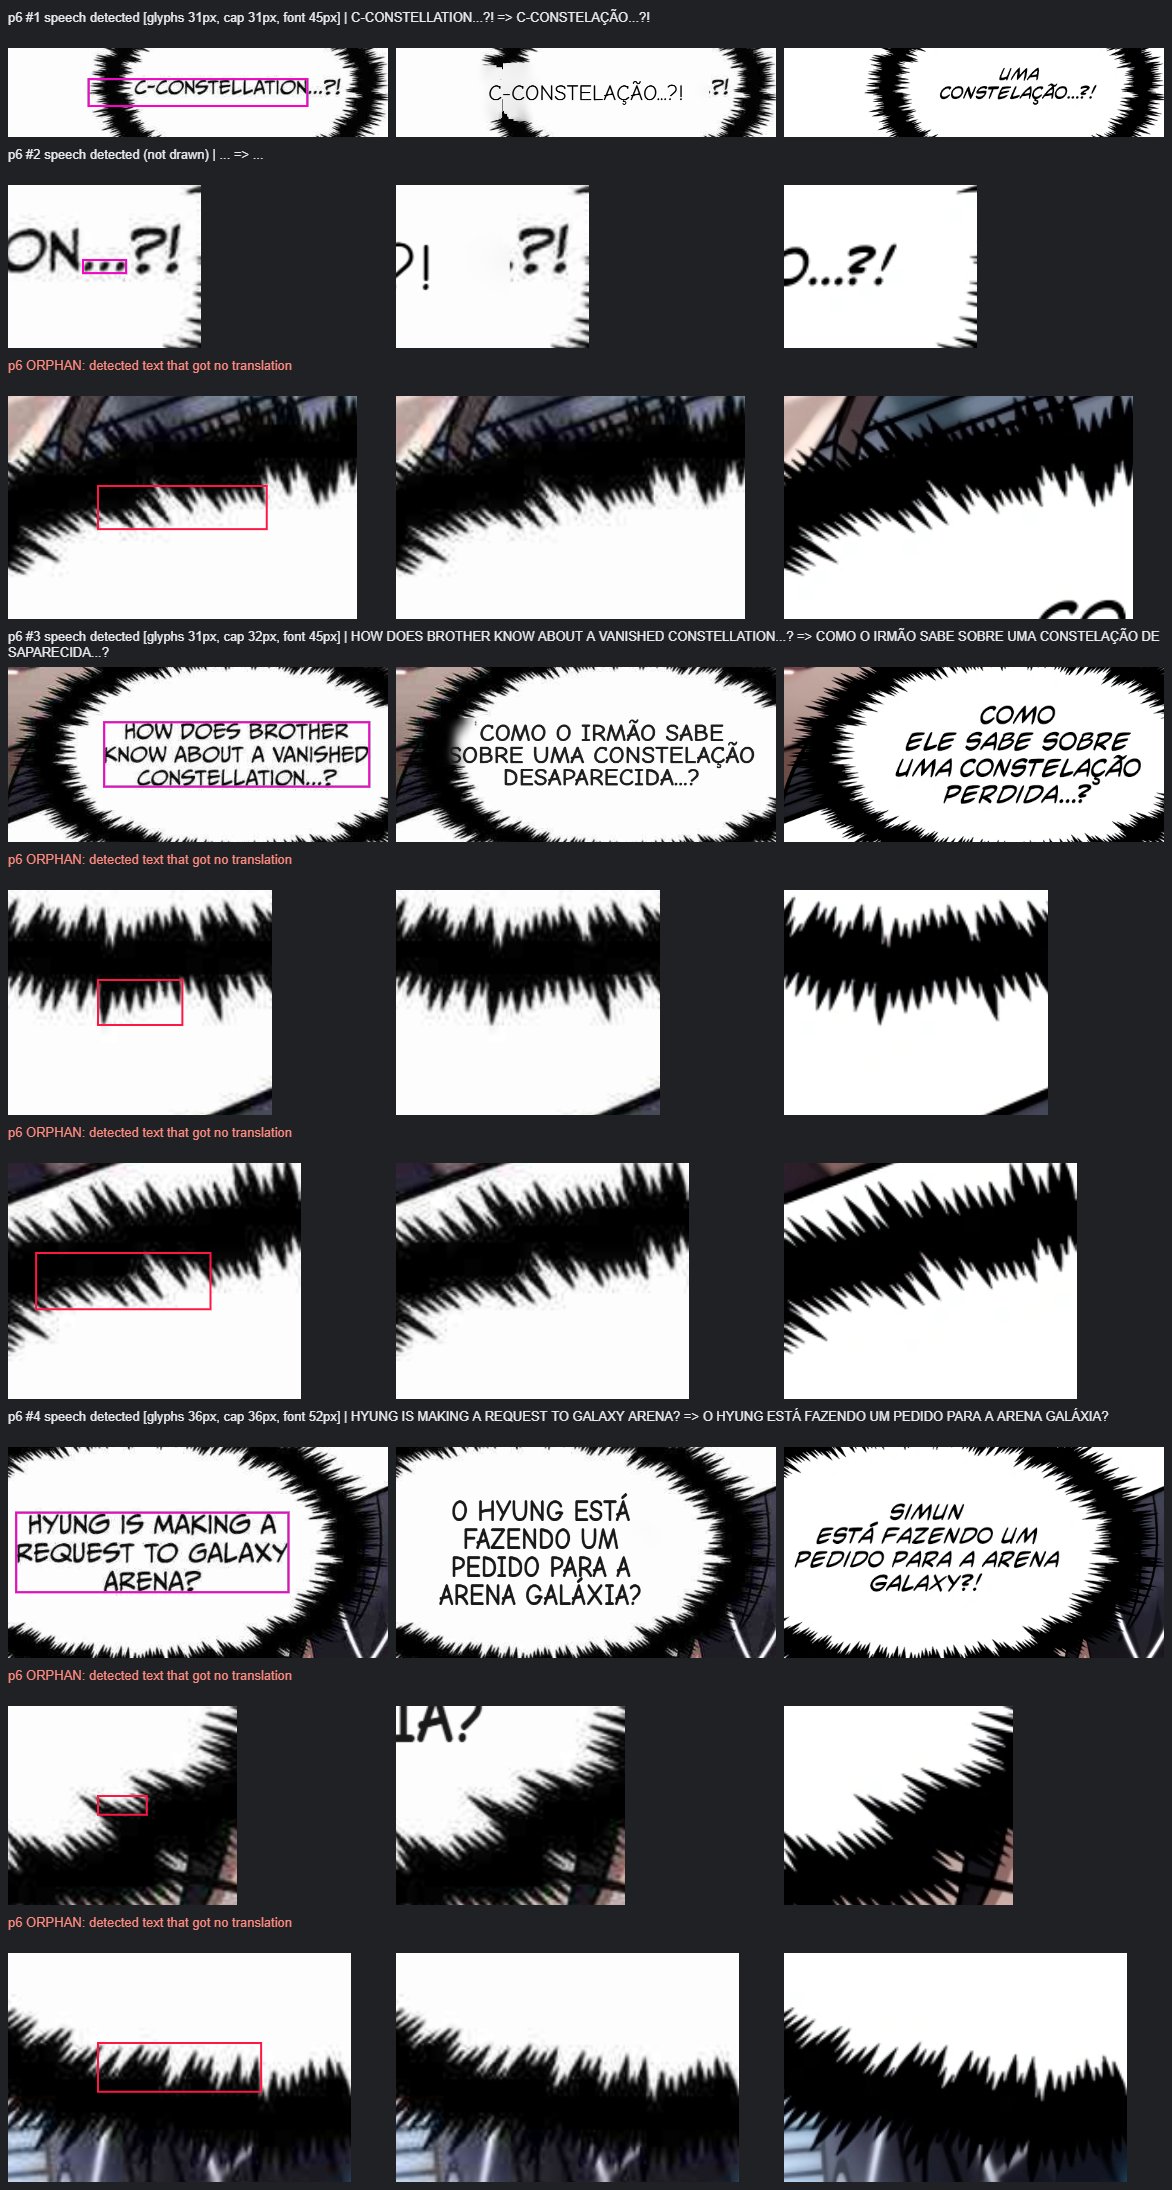 p6 #1 speech detected [glyphs 31px, cap 31px, font 45px] | C-CONSTELLATION...?! => C-CONSTELAÇÃO...?!
C-CONSTELLATION...?!
C-CONSTELAÇÃO...?! ?!
UMA
CONSTELAÇÃO...?!
p6 #2 speech detected (not drawn) | ... => ...
ON...?!
?! ?!
O...?!
p6 ORPHAN: detected text that got no translation
CO
p6 #3 speech detected [glyphs 31px, cap 32px, font 45px] | HOW DOES BROTHER KNOW ABOUT A VANISHED CONSTELLATION...? => COMO O IRMÃO SABE SOBRE UMA CONSTELAÇÃO DE
SAPARECIDA...?
HOW DOES BROTHER
KNOW ABOUT A VANISHED
CONSTELLATION...?
COMO O IRMÃO SABE
SOBRE UMA CONSTELAÇÃO
DESAPARECIDA...?
COMO
ELE SABE SOBRE
UMA CONSTELAÇÃO
PERDIDA...?
p6 ORPHAN: detected text that got no translation
p6 ORPHAN: detected text that got no translation
p6 #4 speech detected [glyphs 36px, cap 36px, font 52px] | HYUNG IS MAKING A REQUEST TO GALAXY ARENA? => O HYUNG ESTÁ FAZENDO UM PEDIDO PARA A ARENA GALÁXIA?
HYUNG IS MAKING A
REQUEST TO GALAXY
ARENA?
O HYUNG ESTÁ
FAZENDO UM
PEDIDO PARA A
ARENA GALÁXIA?
SIMUN
ESTÁ FAZENDO UM
PEDIDO PARA A ARENA
GALAXY?!
p6 ORPHAN: detected text that got no translation
IA?
p6 ORPHAN: detected text that got no translation